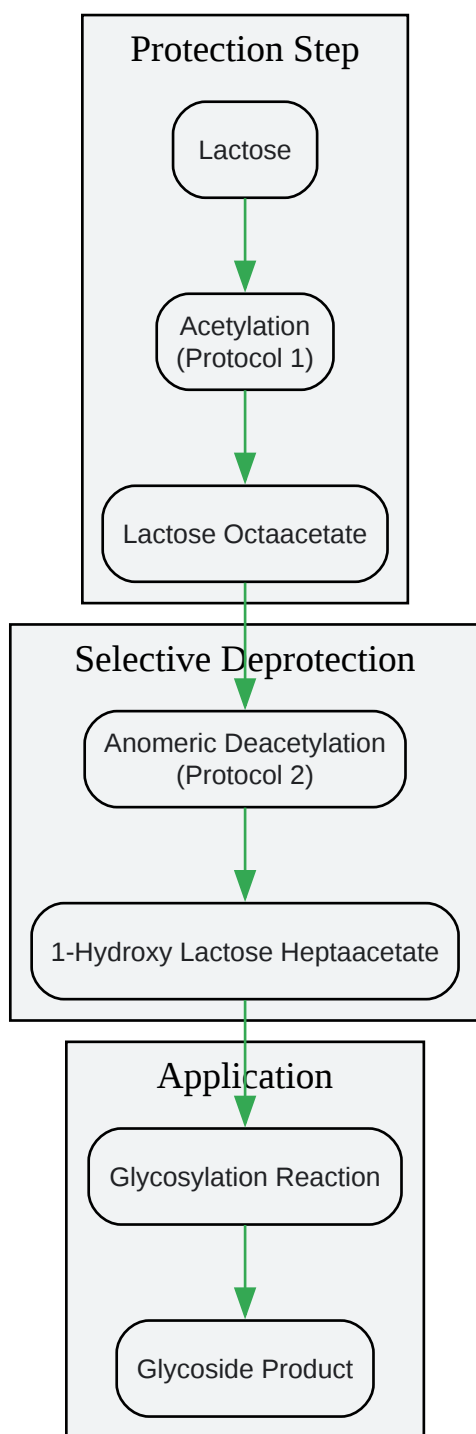 Protection Step
Lactose
Acetylation
(Protocol 1)
Lactose Octaacetate
Selective Deprotection
Anomeric Deacetylation
(Protocol 2)
1-Hydroxy Lactose Heptaacetate
Application
Glycosylation Reaction
Glycoside Product